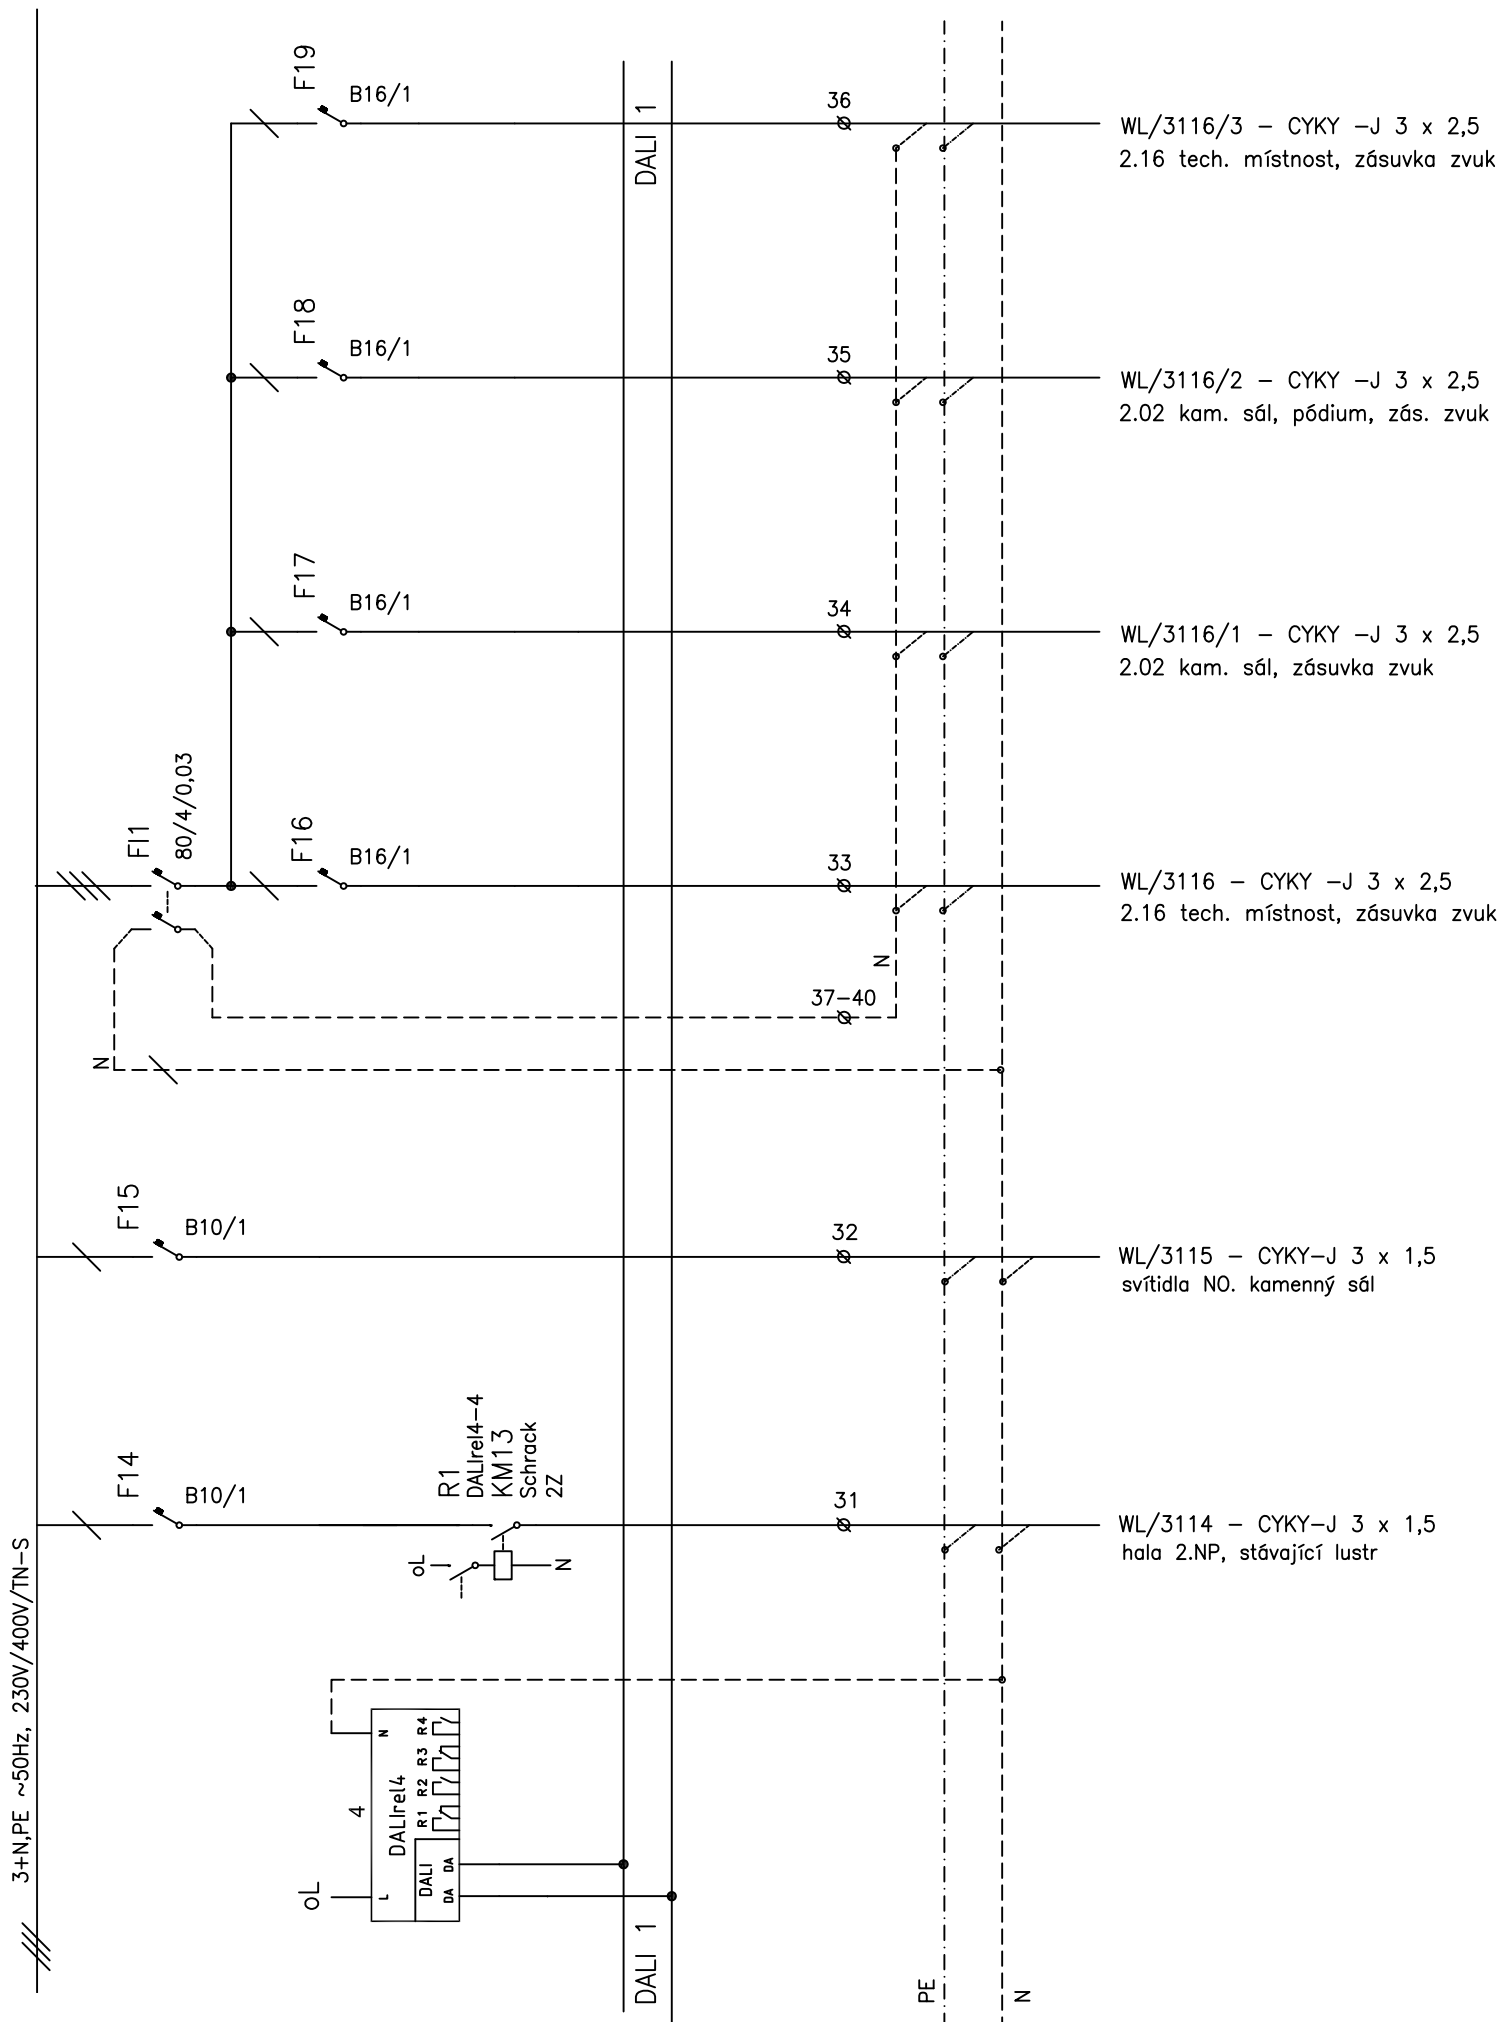 F19
B16/1
DALI 1
36
WL/3116/3 – CYKY –J 3 x 2,5
2.16 tech. místnost, zásuvka zvuk
F18
B16/1
35
WL/3116/2 – CYKY –J 3 x 2,5
2.02 kam. sál, pódium, zás. zvuk
F17
B16/1
34
WL/3116/1 – CYKY –J 3 x 2,5
2.02 kam. sál, zásuvka zvuk
FI1
80/4/0,03
F16
B16/1
33
WL/3116 – CYKY –J 3 x 2,5
2.16 tech. místnost, zásuvka zvuk
N
37–40
N
F15
B10/1
32
WL/3115 – CYKY–J 3 x 1,5
svítidla NO. kamenný sál
F14
B10/1
R1
DALIrel4–4
KM13
Schrack
2Z
31
WL/3114 – CYKY–J 3 x 1,5
hala 2.NP, stávající lustr
oL
N
3+N,PE ~50Hz, 230V/400V/TN–S
4
DALIrel4
N
R1 R2 R3 R4
DALI
DA DA
L
oL
DALI 1
PE
N